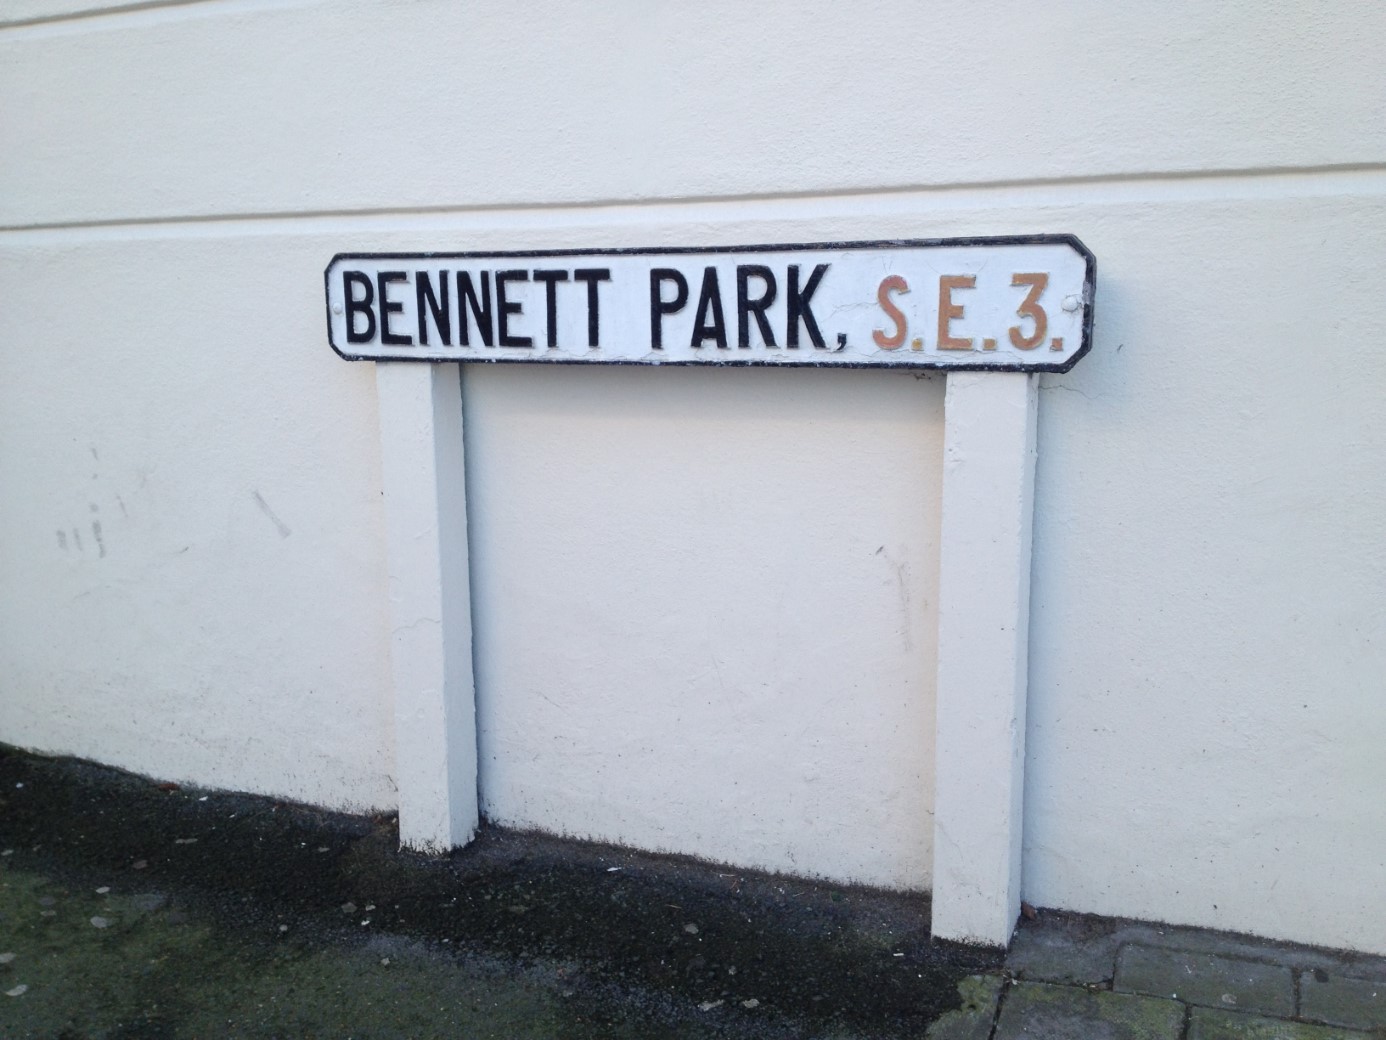 BENNETT PARK, S.E.3.